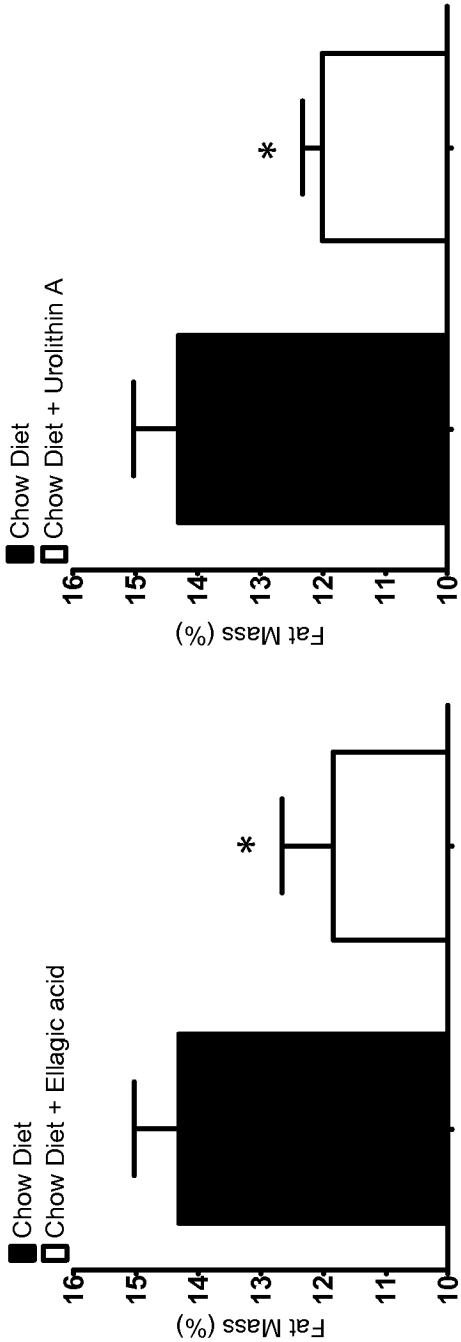 Chow Diet
Chow Diet + Ellagic acid
Fat Mass (%)
16
15
14
13
12
11
10
*
Chow Diet
Chow Diet + Urolithin A
Fat Mass (%)
16
15
14
13
12
11
10
*